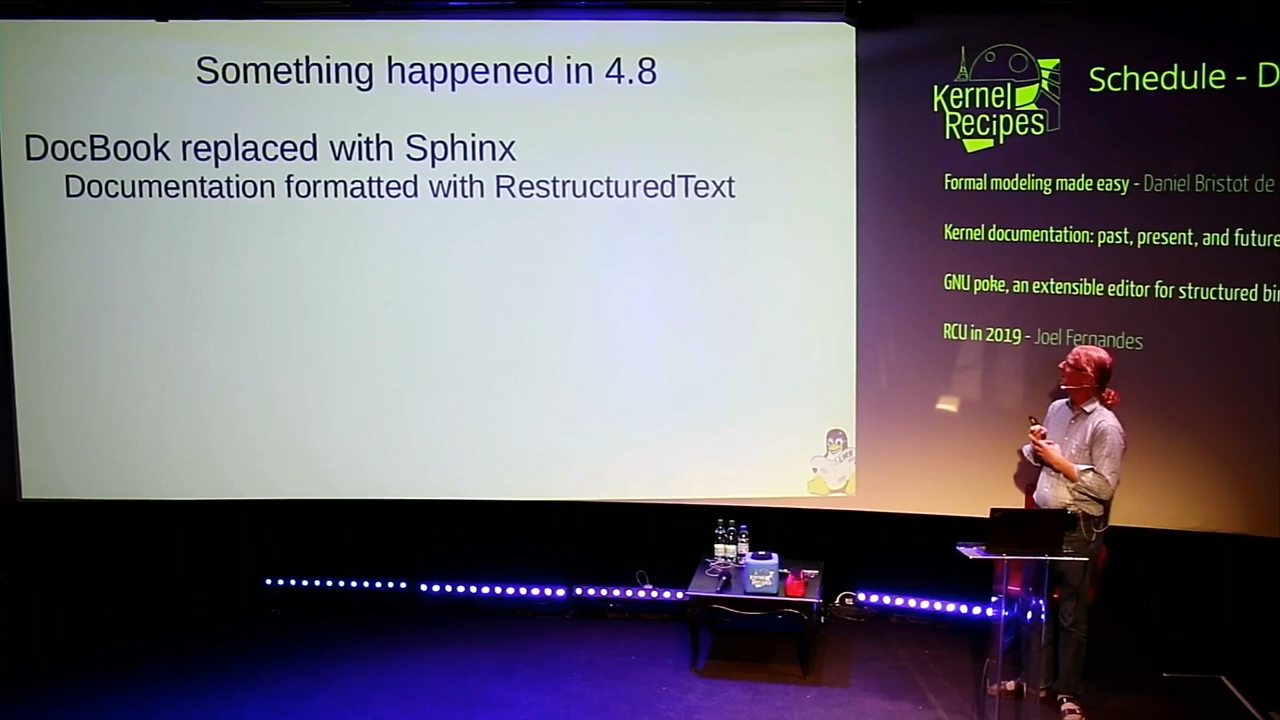 Something happened in 4.8
DocBook replaced with Sphinx
Documentation formatted with RestructuredText
Kernel
Recipes
Schedule - D
Formal modeling made easy - Daniel Bristot de
Kernel documentation: past, present, and future
GNU poke, an extensible editor for structured bi
RCU in 2019 - Joel Fernandes